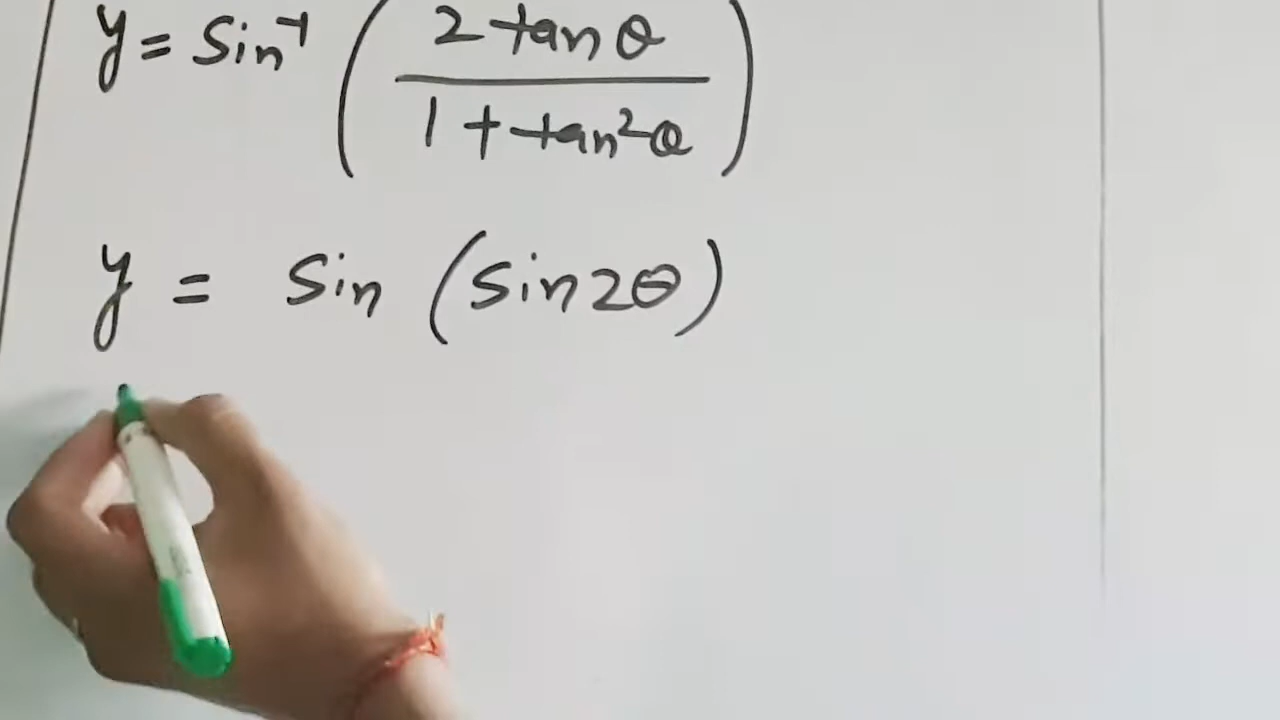 y = Sin⁻¹ ( 2 tan θ / 1 + tan²θ )
y = Sin (Sin2θ)